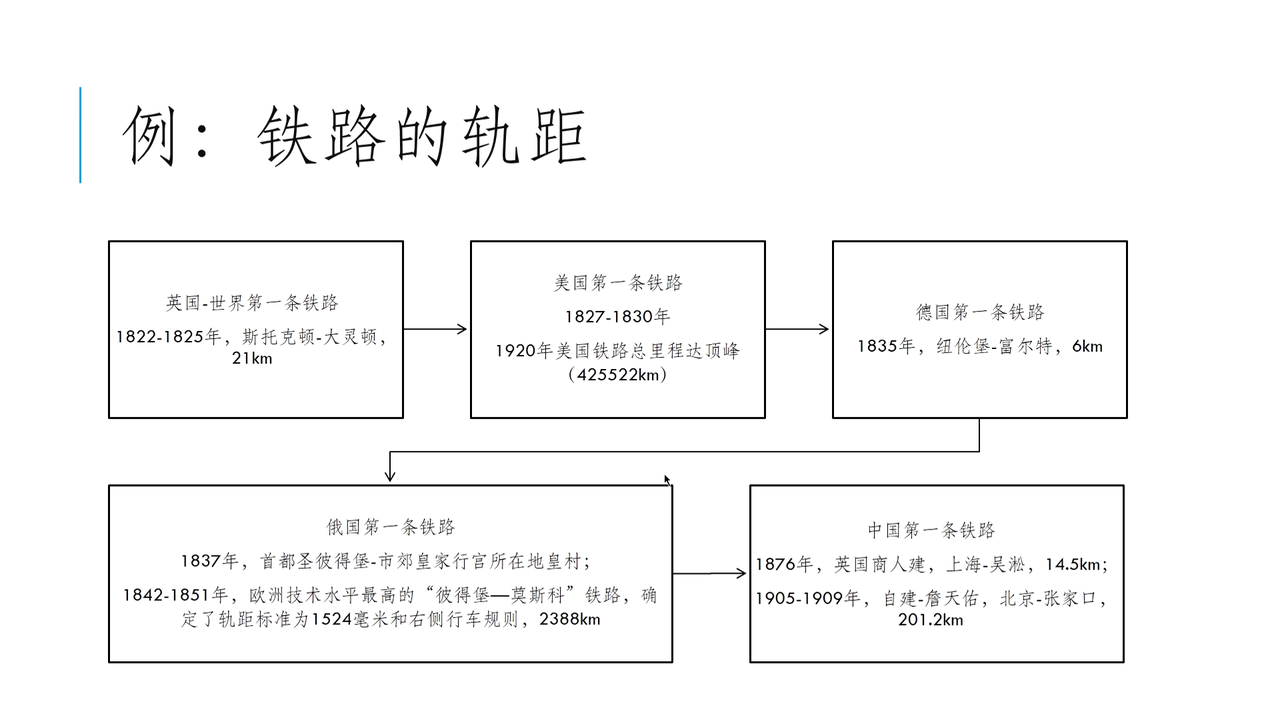 例：铁路的轨距
英国-世界第一条铁路
1822-1825年，斯托克顿-大灵顿，
21km
美国第一条铁路
1827-1830年
1920年美国铁路总里程达顶峰
（425522km）
德国第一条铁路
1835年，纽伦堡-富尔特，6km
俄国第一条铁路
1837年，首都圣彼得堡-市郊皇家行宫所在地皇村；
1842-1851年，欧洲技术水平最高的“彼得堡—莫斯科”铁路，确
定了轨距标准为1524毫米和右侧行车规则，2388km
中国第一条铁路
1876年，英国商人建，上海-吴淞，14.5km；
1905-1909年，自建-詹天佑，北京-张家口，
201.2km